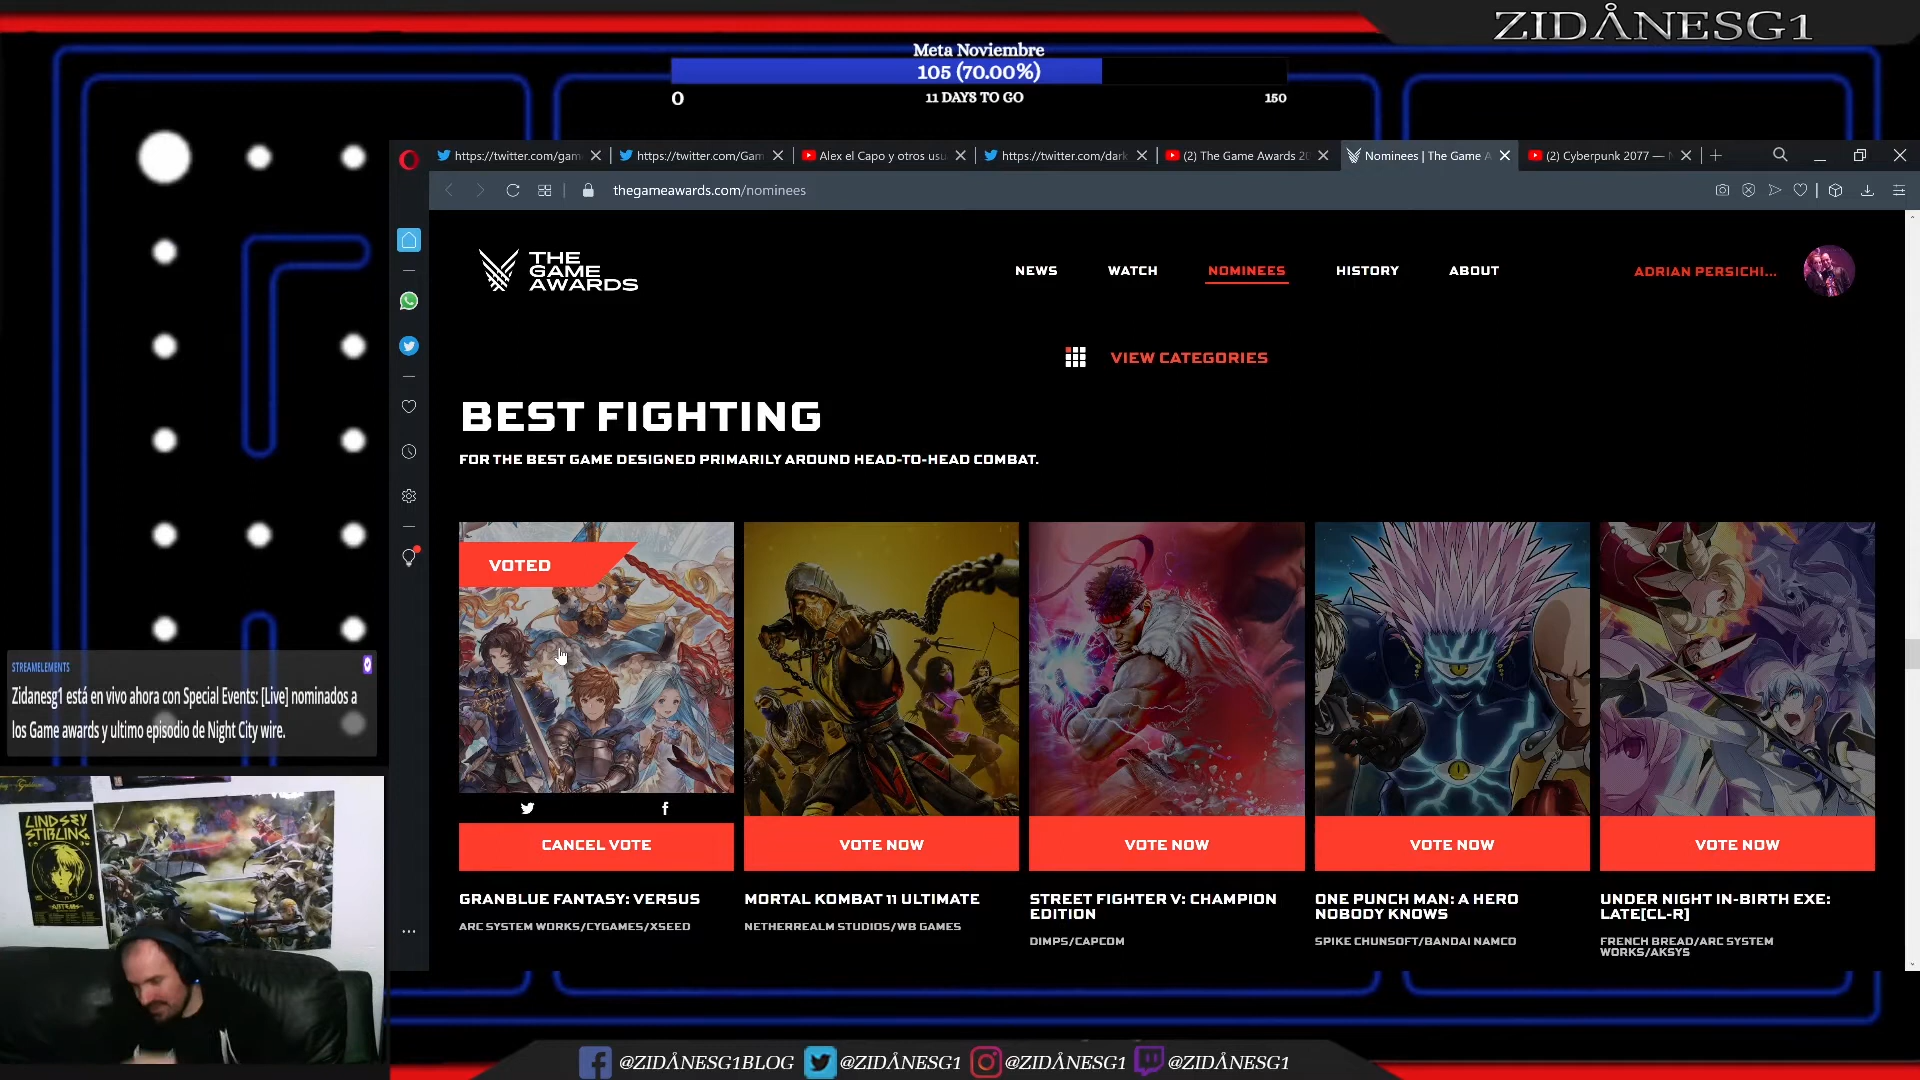 ZIDÅNESG1
Meta Noviembre
105 (70.00%)
0
11 DAYS TO GO
150
https://twitter.com/gam
https://twitter.com/Gam
Alex el Capo y otros usu
https://twitter.com/dark
(2) The Game Awards 20
Nominees | The Game A
(2) Cyberpunk 2077 —
thegameawards.com/nominees
THE
GAME
AWARDS
NEWS
WATCH
NOMINEES
HISTORY
ABOUT
ADRIAN PERSICHI...
VIEW CATEGORIES
BEST FIGHTING
FOR THE BEST GAME DESIGNED PRIMARILY AROUND HEAD-TO-HEAD COMBAT.
VOTED
CANCEL VOTE
VOTE NOW
VOTE NOW
VOTE NOW
VOTE NOW
GRANBLUE FANTASY: VERSUS
ARC SYSTEM WORKS/CYGAMES/XSEED
MORTAL KOMBAT 11 ULTIMATE
NETHERREALM STUDIOS/WB GAMES
STREET FIGHTER V: CHAMPION
EDITION
DIMPS/CAPCOM
ONE PUNCH MAN: A HERO
NOBODY KNOWS
SPIKE CHUNSOFT/BANDAI NAMCO
UNDER NIGHT IN-BIRTH EXE:
LATE[CL-R]
FRENCH BREAD/ARC SYSTEM
WORKS/AKSYS
STREAMELEMENTS
Zidanesg1 está en vivo ahora con Special Events: [Live] nominados a
los Game awards y ultimo episodio de Night City wire.
LINDSEY
STIRLING
ARTEMIS
@ZIDÅNESG1BLOG
@ZIDÅNESG1
@ZIDÅNESG1
@ZIDÅNESG1